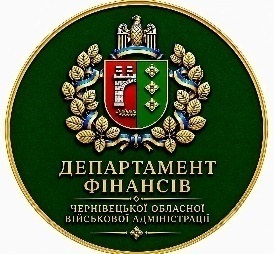 ДЕПАРТАМЕНТ
ФІНАНСІВ
ЧЕРНІВЕЦЬКОЇ ОБЛАСНОЇ
ВІЙСЬКОВОЇ АДМІНІСТРАЦІЇ